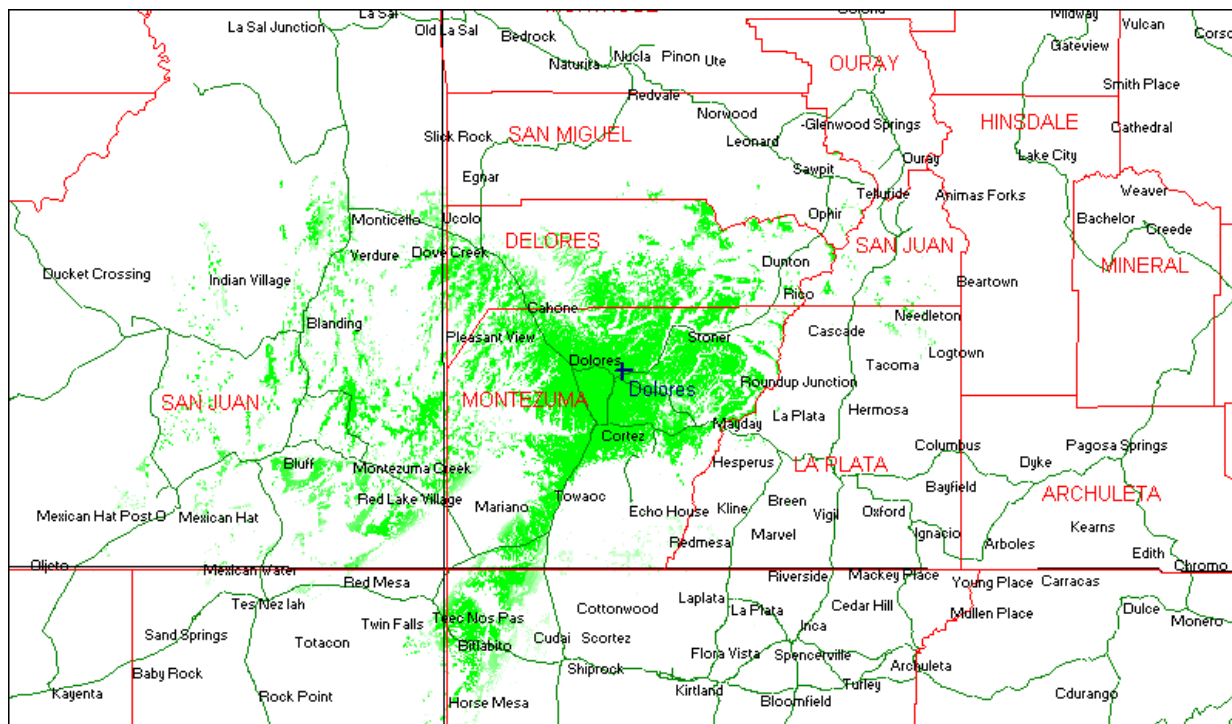 La Sal
La Sal Junction
Old La Sal
Bedrock
Naturita
Nucla
Pinon
Ute
Midway
Vulcan
Gateview
OURAY
Smith Place
Redvale
Norwood
Slick Rock
SAN MIGUEL
Leonard
-Glenwood Springs
HINSDALE
Cathedral
Lake City
Ouray
Sawpit
Egnar
Telluride
Animas Forks
Weaver
Bachelor
Creede
Monticello
Ucolo
Ophir
DELORES
SAN JUAN
Verdure
Dove Creek
Dunton
MINERAL
Ducket Crossing
Indian Village
Beartown
Rico
Cahone
Needleton
Blanding
Pleasant View
Stoner
Cascade
Logtown
Dolores
Tacoma
Dolores
Roundup Junction
SAN JUAN
MONTEZUMA
La Plata
Hermosa
Mayday
Cortez
Columbus
Pagosa Springs
Bluff
Montezuma Creek
Hesperus
LA PLATA
Dyke
Red Lake Village
Towaoc
Breen
Bayfield
ARCHULETA
Mariano
Echo House
Kline
Vigil
Oxford
Mexican Hat Post O
Mexican Hat
Marvel
Ignacio
Kearns
Redmesa
Arboles
Edith
Oljeto
Mexican Water
Chromo
Red Mesa
Riverside
Mackey Place
Young Place
Carracas
Tes Nez Iah
Cottonwood
Laplata
La Plata
Cedar Hill
Mullen Place
Dulce
Monero
Sand Springs
Totacon
Twin Falls
Teec Nos Pas
Inca
Bitlabito
Cudai
Scortez
Flora Vista
Spencerville
Baby Rock
Shiprock
Archuleta
Kayenta
Rock Point
Horse Mesa
Kirtland
Turley
Bloomfield
Cdurango